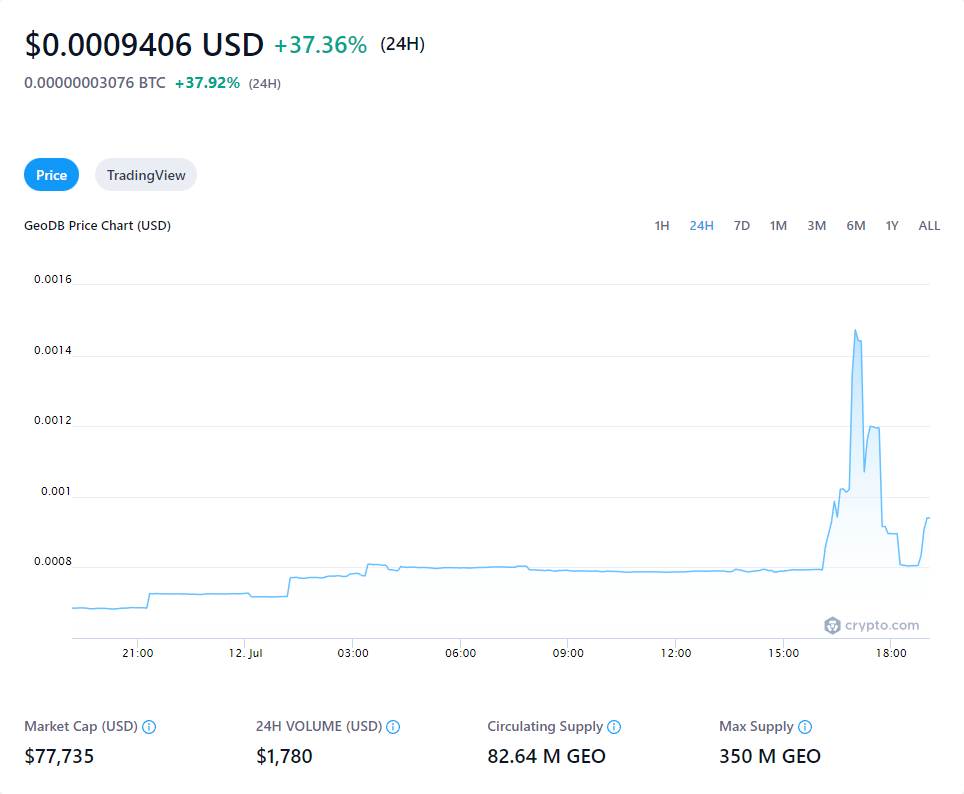 $0.0009406 USD +37.36% (24H)
0.00000003076 BTC +37.92% (24H)
Price TradingView
GeoDB Price Chart (USD) 1H 24H 7D 1M 3M 6M 1Y ALL
0.0016
0.0014
0.0012
0.001
0.0008
crypto.com
21:00 12. Jul 03:00 06:00 09:00 12:00 15:00 18:00
Market Cap (USD) 24H VOLUME (USD) Circulating Supply Max Supply
$77,735 $1,780 82.64 M GEO 350 M GEO